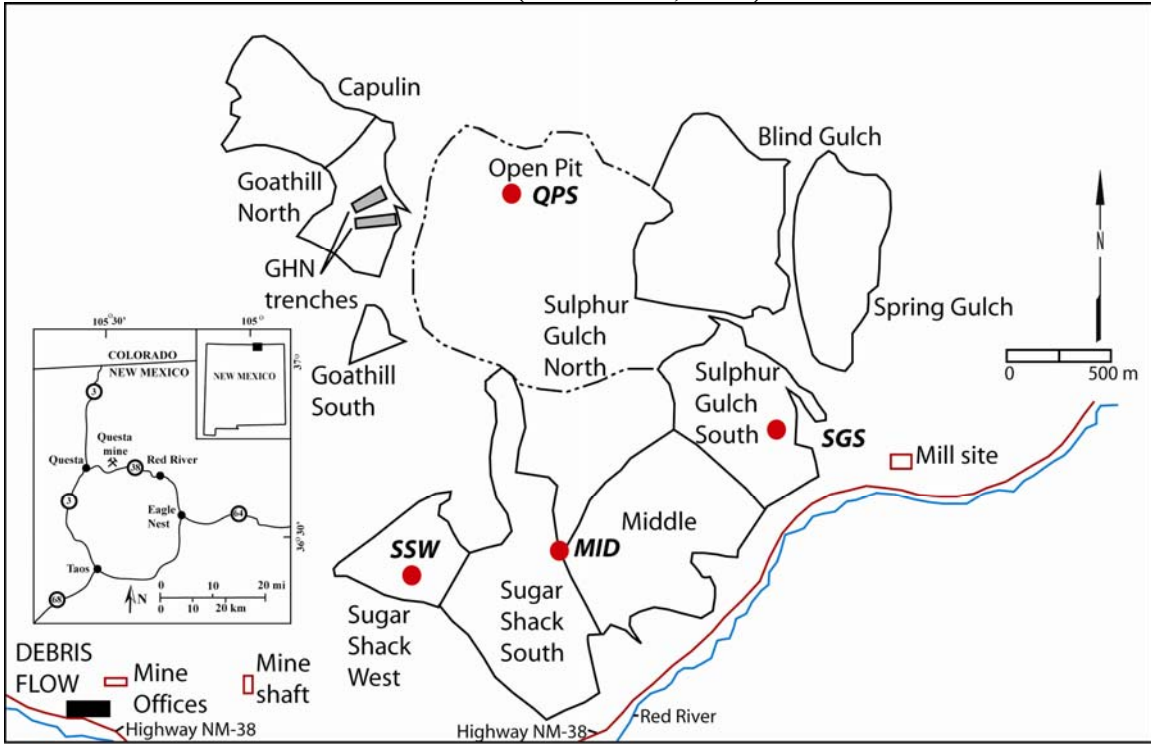 Capulin
Blind Gulch
Open Pit
QPS
Goathill
North
N
GHN
trenches
Sulphur
Gulch
North
Spring Gulch
0 500 m
Goathill
South
Sulphur
Gulch
South
SGS
Mill site
Middle
MID
SSW
Sugar
Shack
West
Sugar
Shack
South
105°30' 105°
COLORADO
NEW MEXICO
NEW MEXICO
37°
3
Questa
mine
Questa
38
Red River
3
Eagle
Nest
64
36°30'
Taos
68
N
0 10 20 mi
0 10 20 km
DEBRIS
FLOW
Mine
Offices
Mine
shaft
Highway NM-38
Highway NM-38
Red River